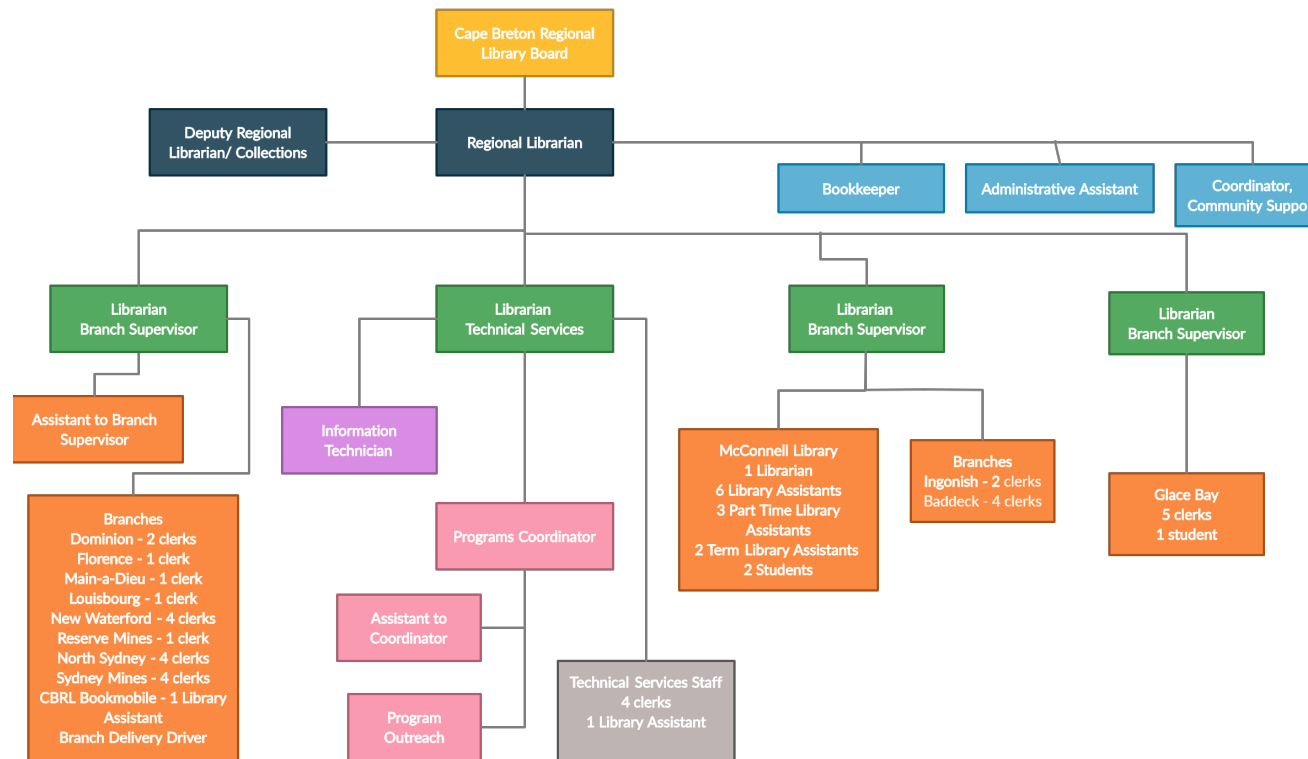 Cape Breton Regional
Library Board
Deputy Regional
Librarian/ Collections
Regional Librarian
Bookkeeper
Administrative Assistant
Coordinator,
Community
Librarian
Branch Supervisor
Librarian
Technical Services
Librarian
Branch Supervisor
Librarian
Branch Supervisor
Assistant to Branch
Supervisor
Information
Technician
McConnell Library
1 Librarian
6 Library Assistants
3 Part Time Library
Assistants
2 Term Library Assistants
2 Students
Branches
Ingonish - 2 clerks
Baddeck - 4 clerks
Glace Bay
5 clerks
1 student
Branches
Dominion - 2 clerks
Florence - 1 clerk
Main-a-Dieu - 1 clerk
Louisbourg - 1 clerk
New Waterford - 4 clerks
Reserve Mines - 1 clerk
North Sydney - 4 clerks
Sydney Mines - 4 clerks
CBRL Bookmobile - 1 Library
Assistant
Branch Delivery Driver
Programs Coordinator
Assistant to
Coordinator
Program
Outreach
Technical Services Staff
4 clerks
1 Library Assistant